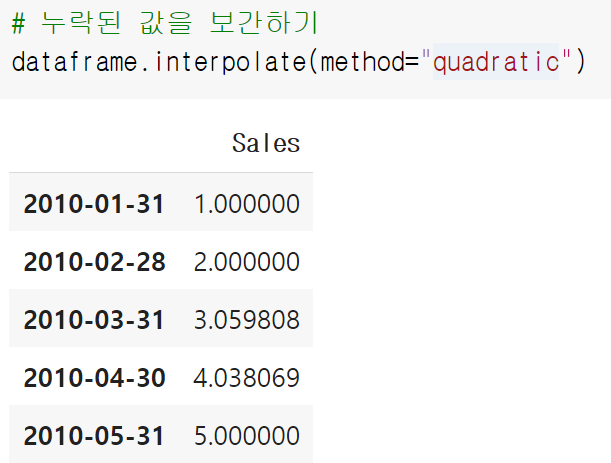 # 누락된 값을 보간하기
dataframe.interpolate(method="quadratic")
Sales
2010-01-31 1.000000
2010-02-28 2.000000
2010-03-31 3.059808
2010-04-30 4.038069
2010-05-31 5.000000